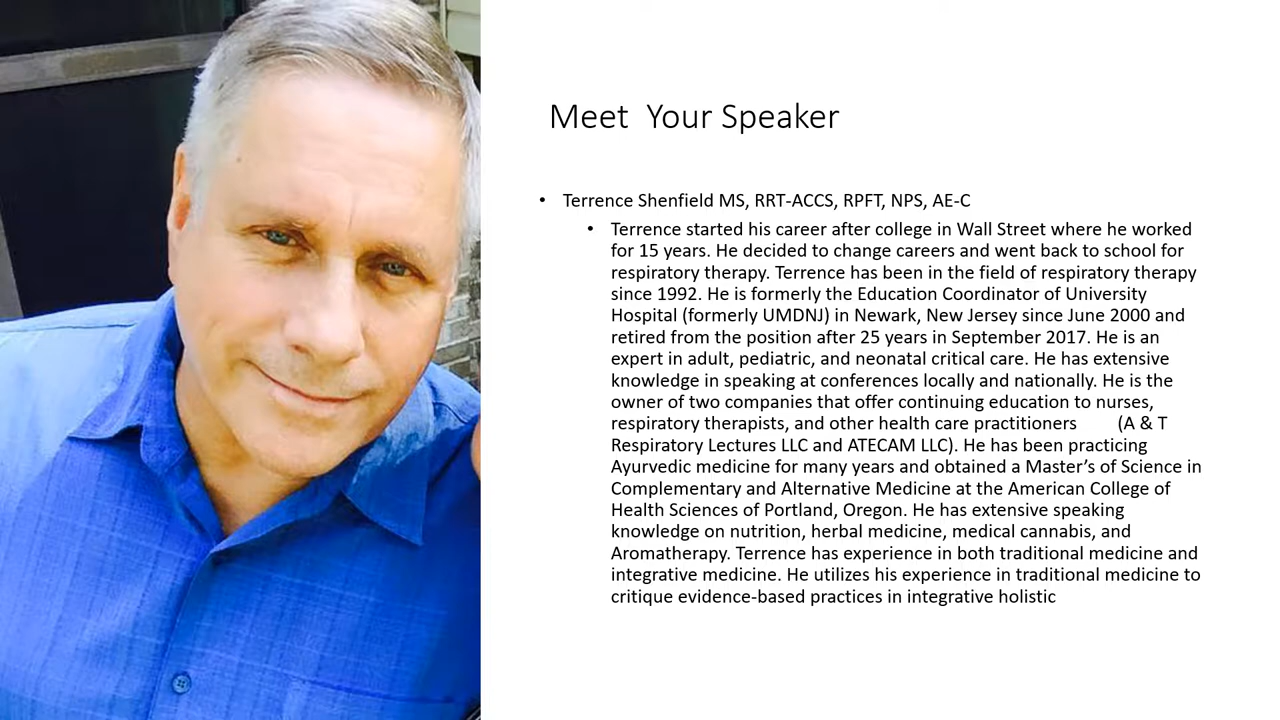 Meet  Your Speaker
• Terrence Shenfield MS, RRT-ACCS, RPFT, NPS, AE-C
• Terrence started his career after college in Wall Street where he worked
for 15 years. He decided to change careers and went back to school for
respiratory therapy. Terrence has been in the field of respiratory therapy
since 1992. He is formerly the Education Coordinator of University
Hospital (formerly UMDNJ) in Newark, New Jersey since June 2000 and
retired from the position after 25 years in September 2017. He is an
expert in adult, pediatric, and neonatal critical care. He has extensive
knowledge in speaking at conferences locally and nationally. He is the
owner of two companies that offer continuing education to nurses,
respiratory therapists, and other health care practitioners        (A & T
Respiratory Lectures LLC and ATECAM LLC). He has been practicing
Ayurvedic medicine for many years and obtained a Master’s of Science in
Complementary and Alternative Medicine at the American College of
Health Sciences of Portland, Oregon. He has extensive speaking
knowledge on nutrition, herbal medicine, medical cannabis, and
Aromatherapy. Terrence has experience in both traditional medicine and
integrative medicine. He utilizes his experience in traditional medicine to
critique evidence-based practices in integrative holistic